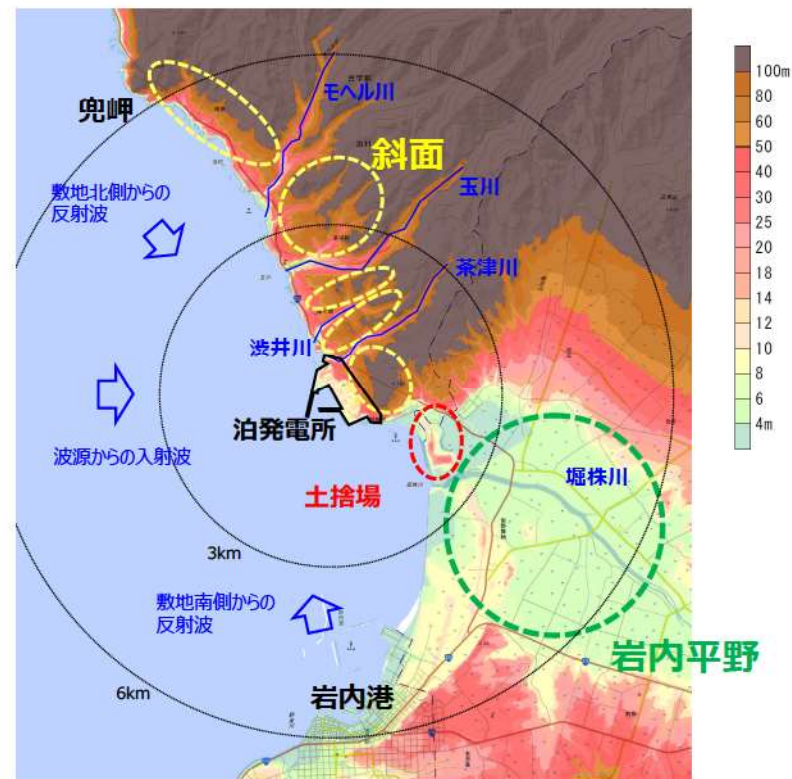 兜岬
モヘル川
斜面
玉川
敷地北側からの
反射波
茶津川
渋井川
泊発電所
波源からの入射波
土捨場
堀株川
3km
敷地南側からの
反射波
岩内平野
岩内港
6km
100m
80
60
50
40
30
25
20
18
14
12
10
8
6
4m